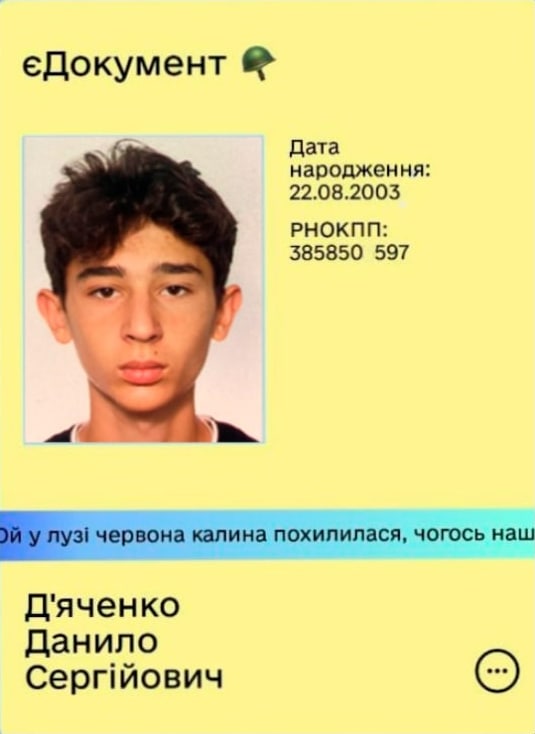 єДокумент
Дата
народження:
22.08.2003
РНОКПП:
385850 597
Ой у лузі червона калина похилилася, чогось наш
Д'яченко
Данило
Сергійович